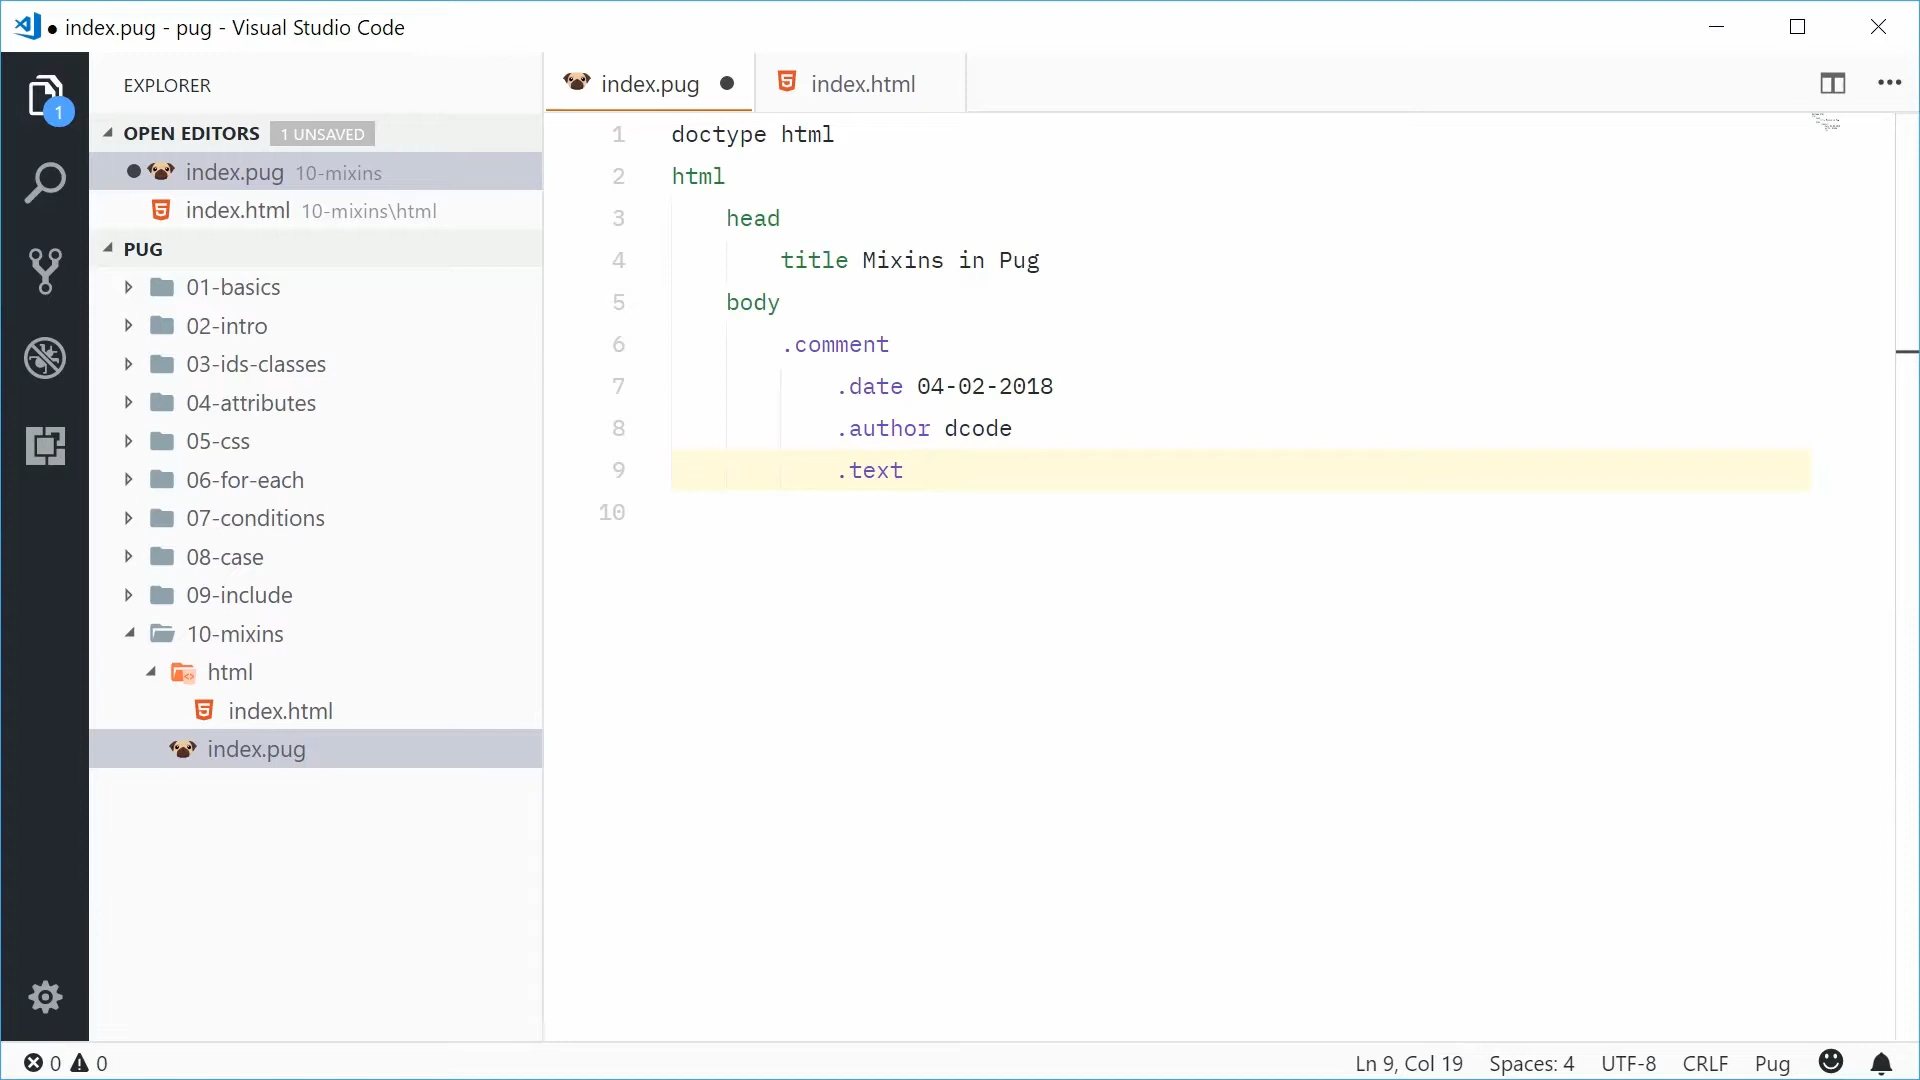 index.pug - pug - Visual Studio Code
EXPLORER
1
OPEN EDITORS 1 UNSAVED
index.pug 10-mixins
index.html 10-mixins\html
PUG
01-basics
02-intro
03-ids-classes
04-attributes
05-css
06-for-each
07-conditions
08-case
09-include
10-mixins
html
index.html
index.pug
index.pug index.html
1 doctype html
2 html
3 head
4 title Mixins in Pug
5 body
6 .comment
7 .date 04-02-2018
8 .author dcode
9 .text
10
0 0
Ln 9, Col 19 Spaces: 4 UTF-8 CRLF Pug